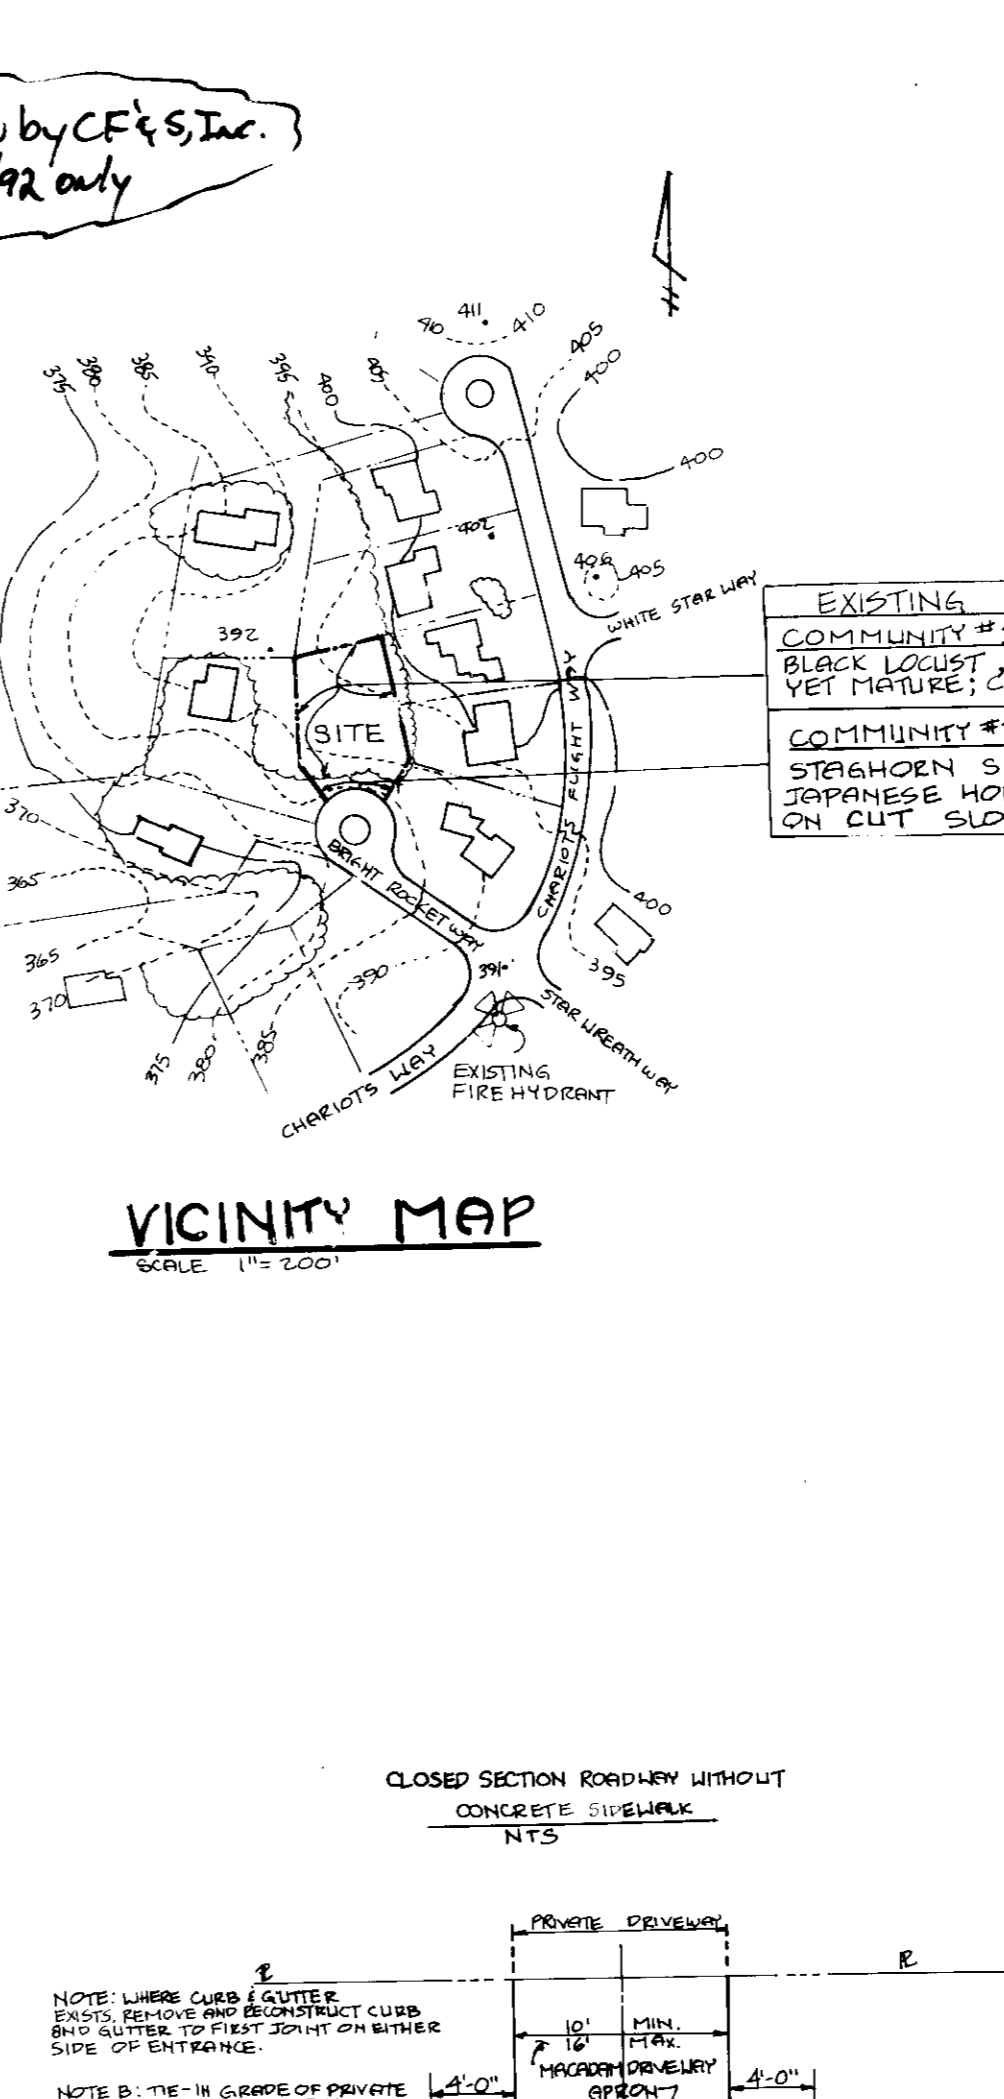 by CF&S, Inc.
92 only
411
410
410
405
400
375
380
385
390
395
400
405
400
402
406
405
WHITE STAR WAY
EXISTING
COMMUNITY #
BLACK LOCUST,
YET MATURE;
392
SITE
COMMUNITY #
STAGHORN S
JAPANESE HO
ON CUT SLO
CHARIOTS FLIGHT WAY
370
BRIGHT ROCKET WAY
365
400
365
390
391
395
370
STAR WREATH WAY
375
380
385
CHARIOTS WAY
EXISTING
FIRE HYDRANT
VICINITY MAP
SCALE 1"=200'
CLOSED SECTION ROADWAY WITHOUT
CONCRETE SIDEWALK
NTS
PRIVATE DRIVEWAY
NOTE: WHERE CURB & GUTTER
EXISTS, REMOVE AND RECONSTRUCT CURB
AND GUTTER TO FIRST JOINT ON EITHER
SIDE OF ENTRANCE.
10' MIN.
16' MAX.
MACADAM DRIVEWAY
APRON
NOTE B: TIE-IN GRADE OF PRIVATE
4'-0"
4'-0"